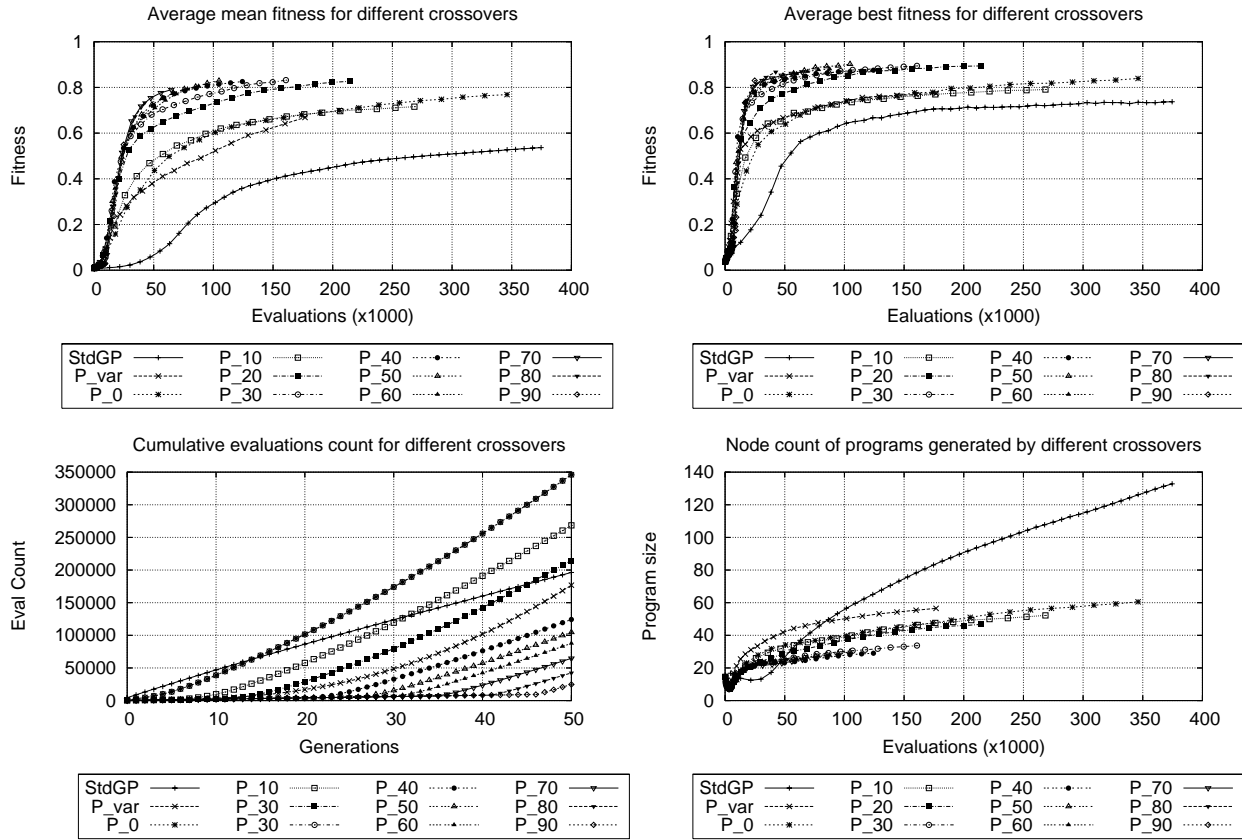 Average mean fitness for different crossovers
1
0.8
0.6
0.4
0.2
0
Fitness
0 50 100 150 200 250 300 350 400
Evaluations (x1000)
StdGP P_10 P_40 P_70
P_var P_20 P_50 P_80
P_0 P_30 P_60 P_90
Average best fitness for different crossovers
1
0.8
0.6
0.4
0.2
0
Fitness
0 50 100 150 200 250 300 350 400
Ealuations (x1000)
StdGP P_10 P_40 P_70
P_var P_20 P_50 P_80
P_0 P_30 P_60 P_90
Cumulative evaluations count for different crossovers
350000
300000
250000
200000
150000
100000
50000
0
Eval Count
0 10 20 30 40 50
Generations
StdGP P_10 P_40 P_70
P_var P_30 P_50 P_80
P_0 P_30 P_60 P_90
Node count of programs generated by different crossovers
140
120
100
80
60
40
20
0
Program size
0 50 100 150 200 250 300 350 400
Evaluations (x1000)
StdGP P_10 P_40 P_70
P_var P_20 P_50 P_80
P_0 P_30 P_60 P_90